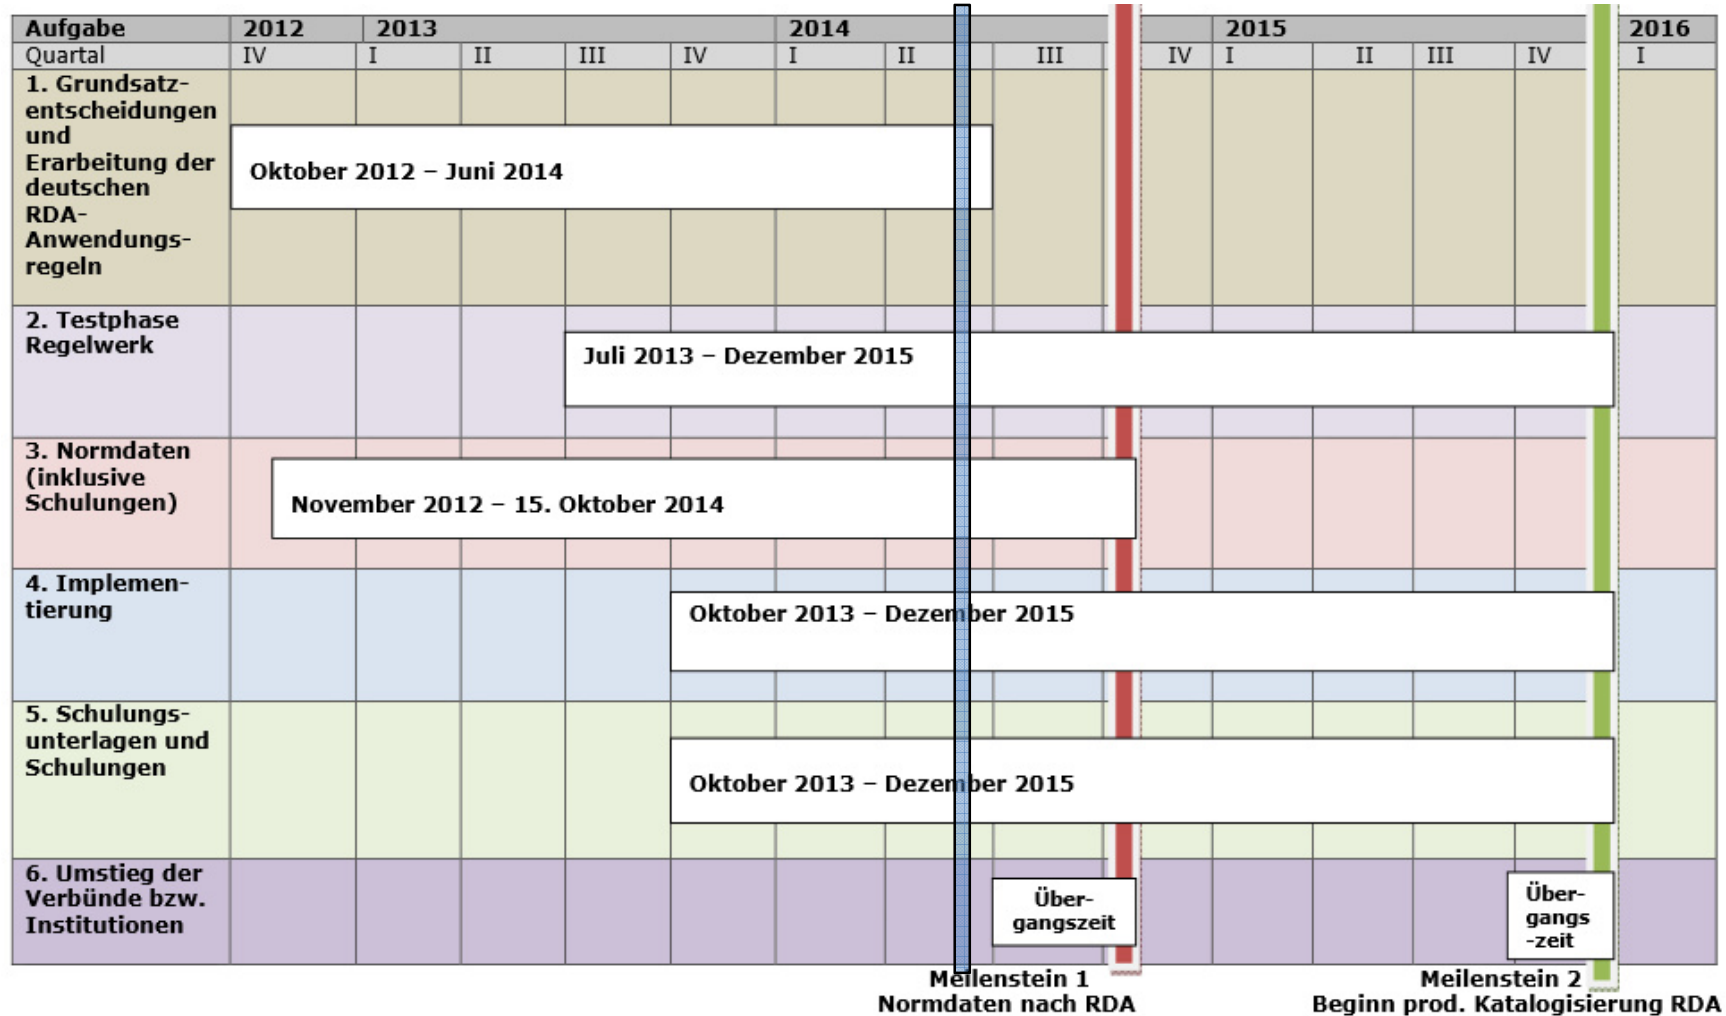 Aufgabe 2012 2013 2014 2015 2016
Quartal IV I II III IV I II III IV I II III IV I
1. Grundsatz-
entscheidungen
und
Erarbeitung der
deutschen
RDA-
Anwendungs-
regeln
Oktober 2012 – Juni 2014
2. Testphase
Regelwerk
Juli 2013 – Dezember 2015
3. Normdaten
(inklusive
Schulungen)
November 2012 – 15. Oktober 2014
4. Implemen-
tierung
Oktober 2013 – Dezember 2015
5. Schulungs-
unterlagen und
Schulungen
Oktober 2013 – Dezember 2015
6. Umstieg der
Verbünde bzw.
Institutionen
Über-
gangszeit
Über-
gangs
-zeit
Meilenstein 1
Normdaten nach RDA
Meilenstein 2
Beginn prod. Katalogisierung RDA